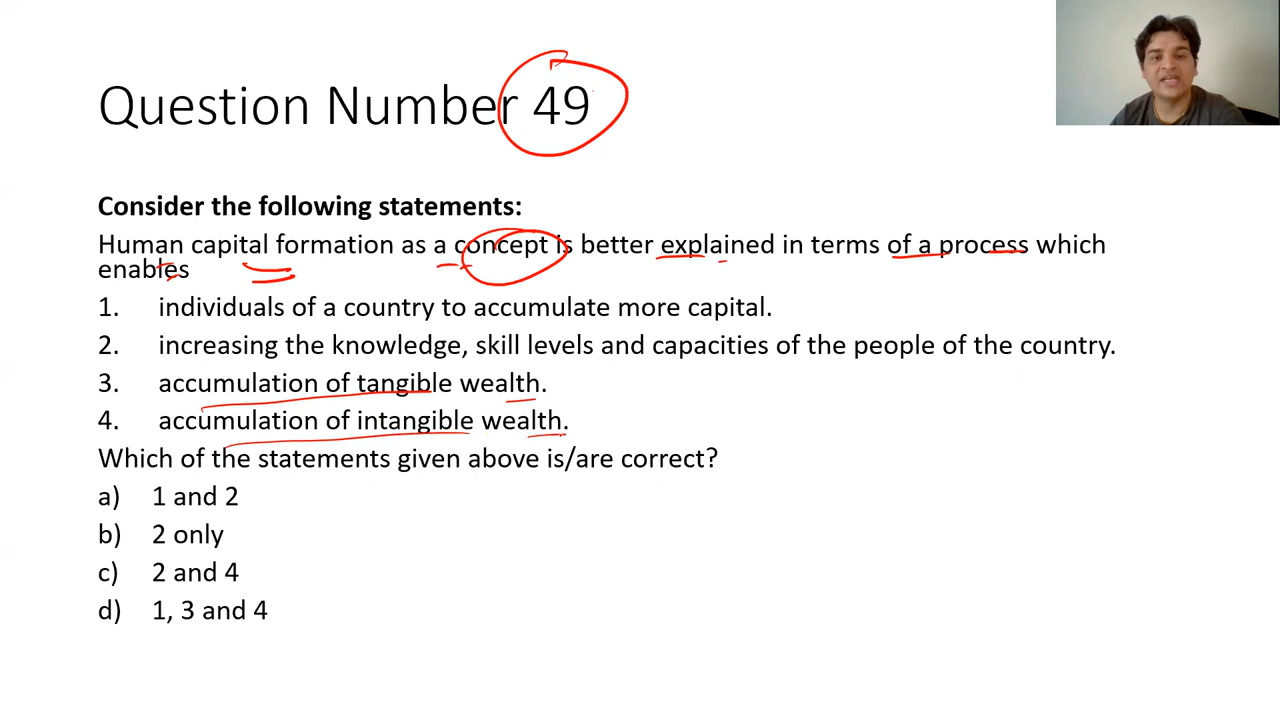 Question Number 49
Consider the following statements:
Human capital formation as a concept is better explained in terms of a process which
enables
1. individuals of a country to accumulate more capital.
2. increasing the knowledge, skill levels and capacities of the people of the country.
3. accumulation of tangible wealth.
4. accumulation of intangible wealth.
Which of the statements given above is/are correct?
a) 1 and 2
b) 2 only
c) 2 and 4
d) 1, 3 and 4